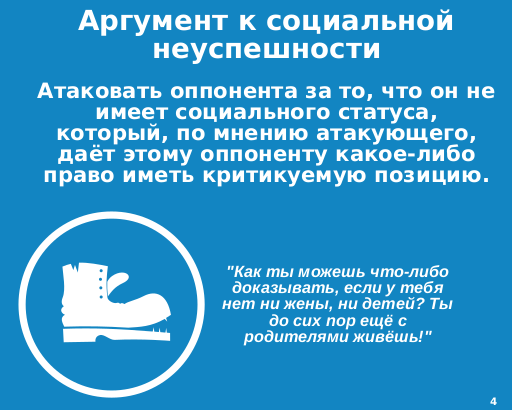 Аргумент к социальной
неуспешности
Атаковать оппонента за то, что он не
имеет социального статуса,
который, по мнению атакующего,
даёт этому оппоненту какое-либо
право иметь критикуемую позицию.
"Как ты можешь что-либо
доказывать, если у тебя
нет ни жены, ни детей? Ты
до сих пор ещё с
родителями живёшь!"
4